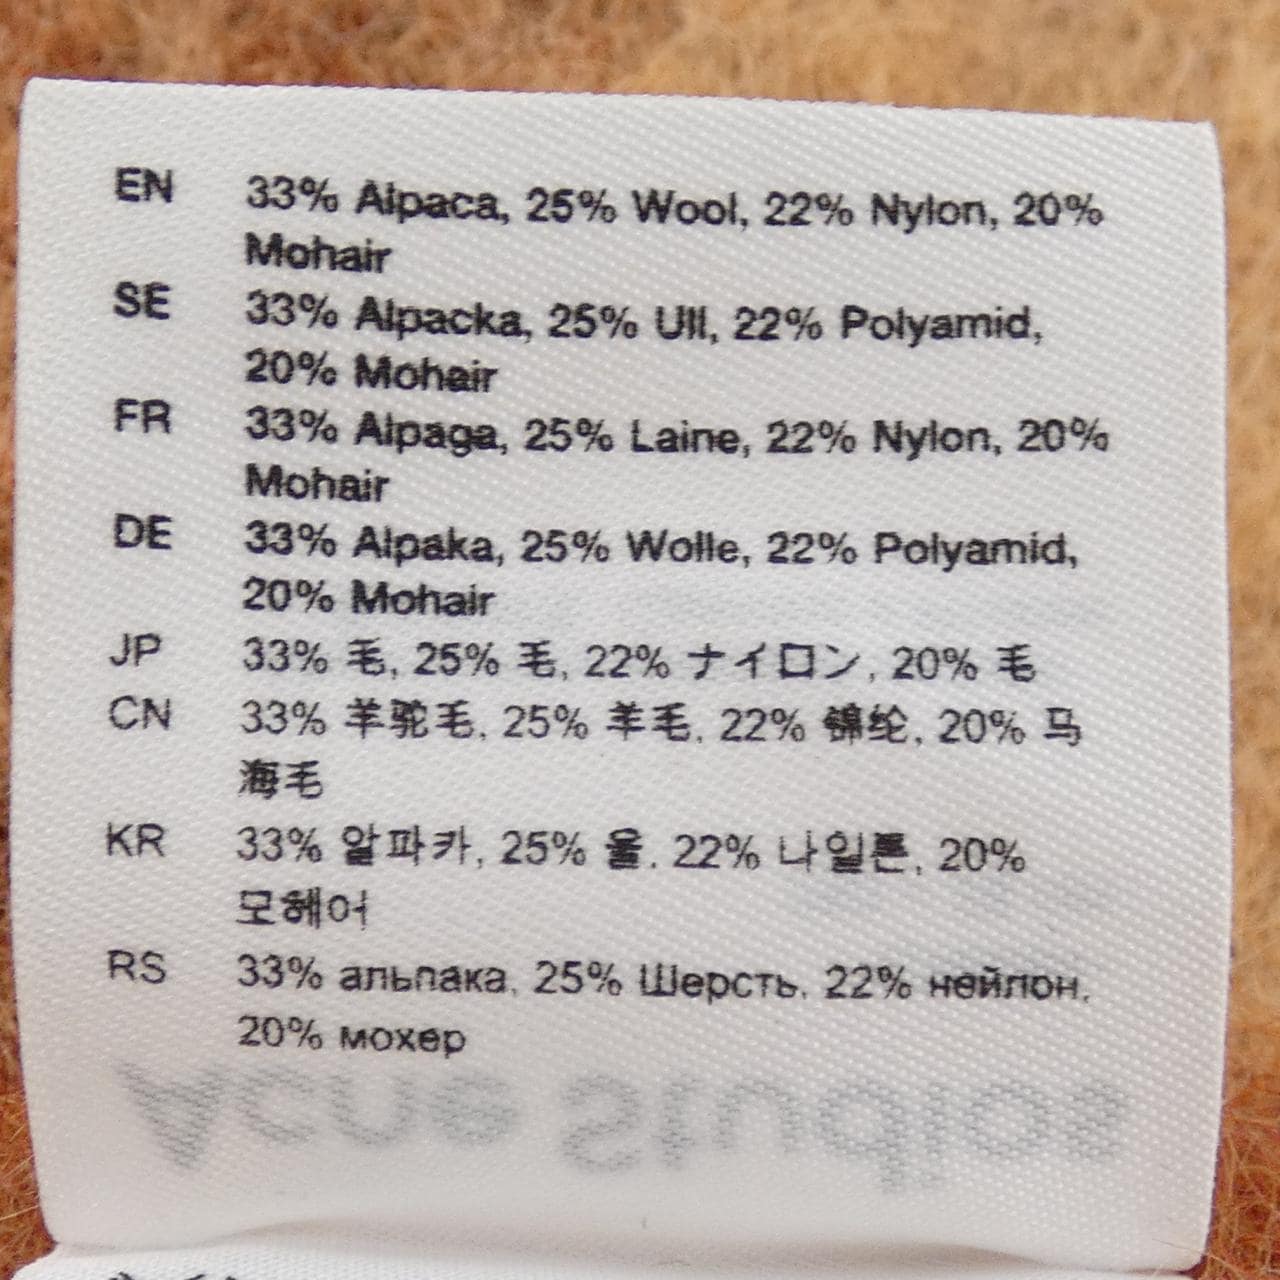 EN 33% Alpaca, 25% Wool, 22% Nylon, 20%
Mohair
SE 33% Alpacka, 25% Ull, 22% Polyamid,
20% Mohair
FR 33% Alpaga, 25% Laine, 22% Nylon, 20%
Mohair
DE 33% Alpaka, 25% Wolle, 22% Polyamid,
20% Mohair
JP 33% 毛, 25% 毛, 22% ナイロン, 20% 毛
CN 33% 羊驼毛, 25% 羊毛, 22% 锦纶, 20% 马
海毛
KR 33% 알파카, 25% 울, 22% 나일론, 20%
모헤어
RS 33% альпака, 25% Шерсть, 22% нейлон,
20% мохер